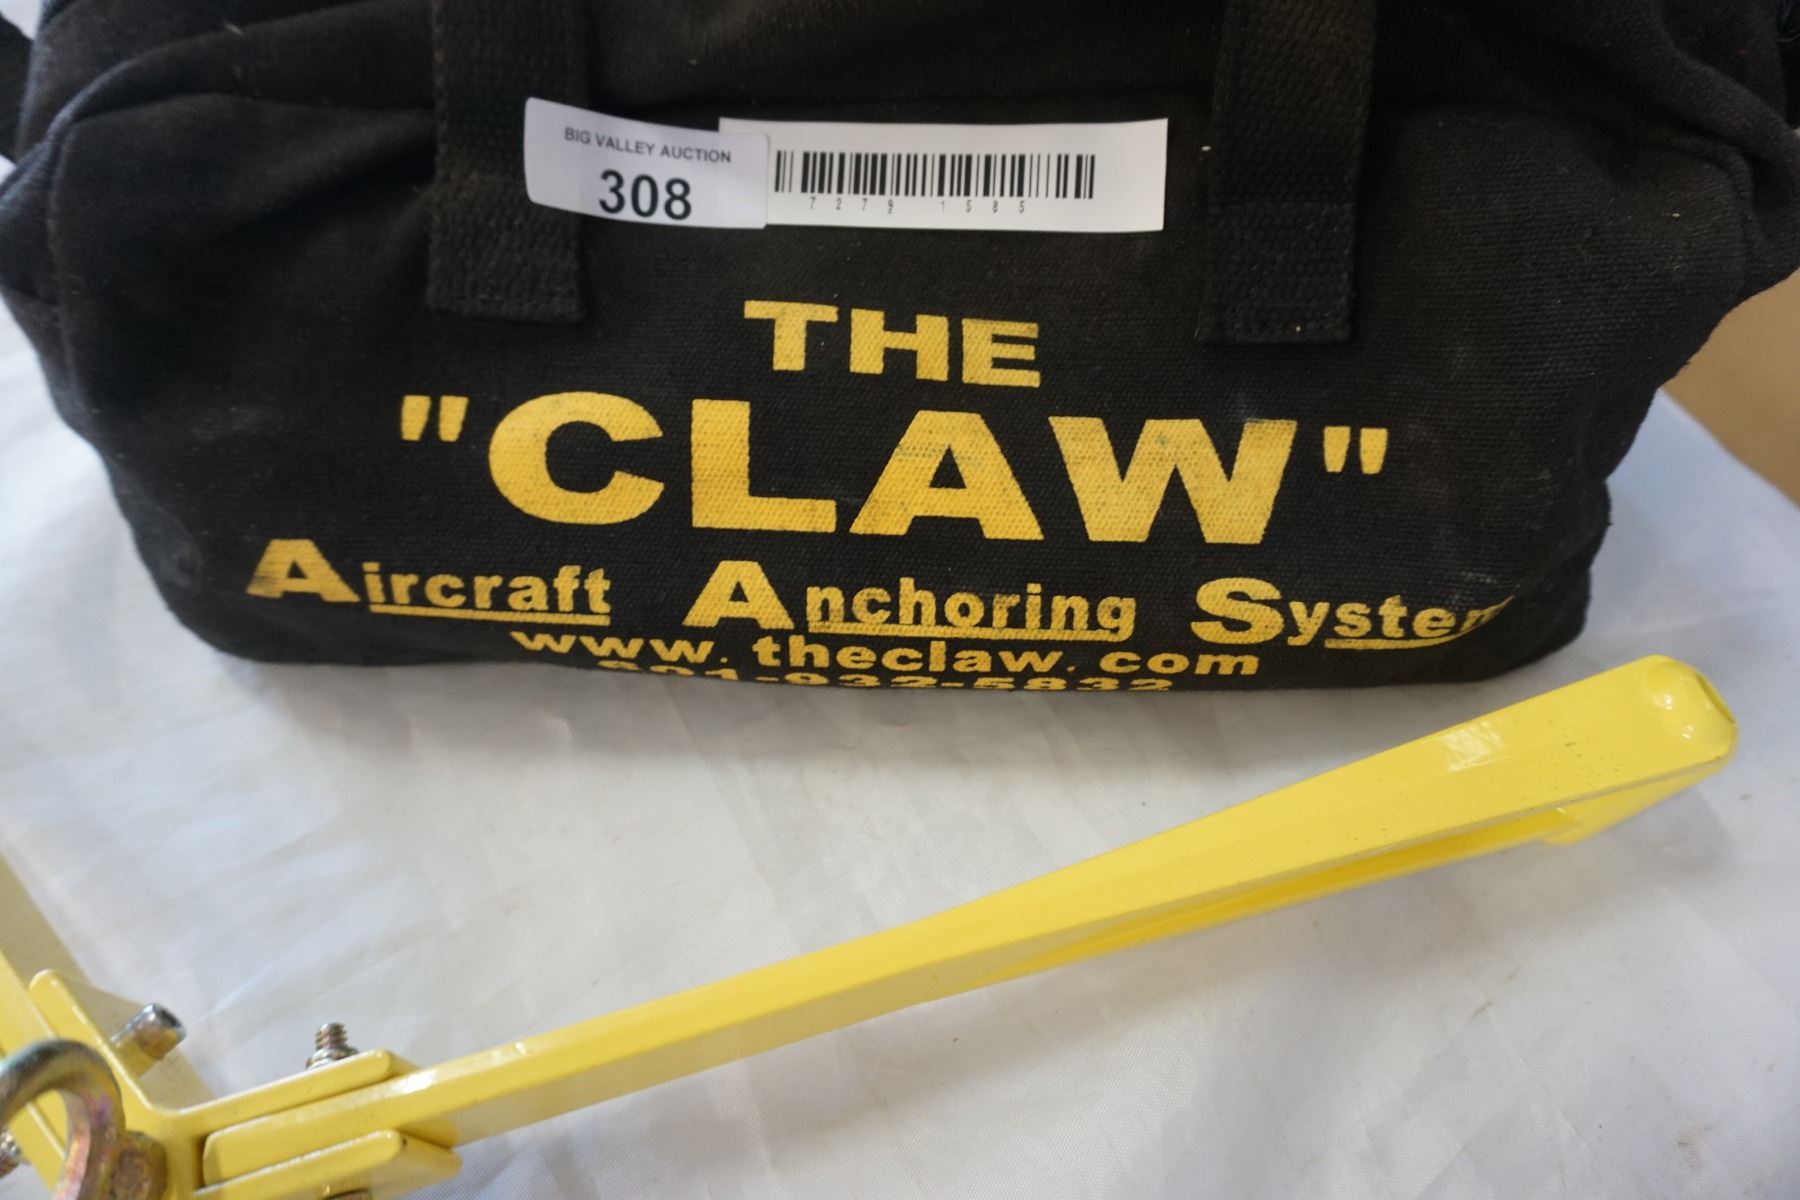 BIG VALLEY AUCTION
308
7279 1585
THE
"CLAW"
Aircraft Anchoring System
www.theclaw.com